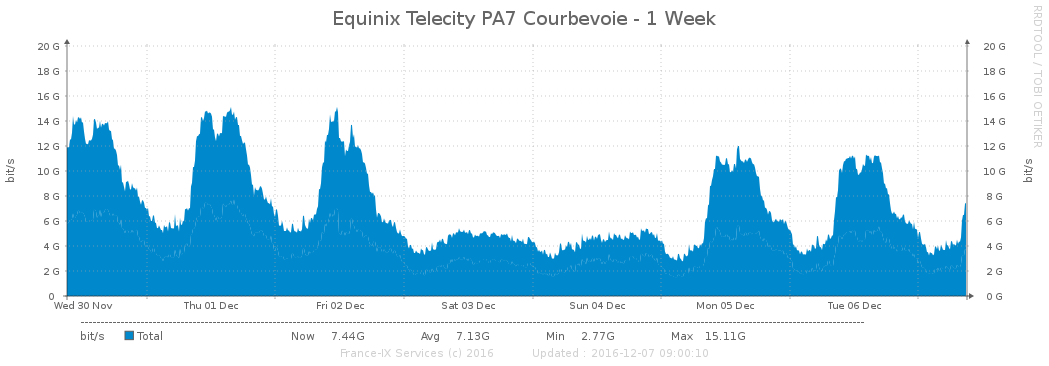 Equinix Telecity PA7 Courbevoie - 1 Week
RRDTOOL / TOBI OETIKER
bit/s
20 G 20 G
18 G 18 G
16 G 16 G
14 G 14 G
12 G 12 G
10 G 10 G
8 G 8 G
6 G 6 G
4 G 4 G
2 G 2 G
0 0 G
bit/s
Wed 30 Nov Thu 01 Dec Fri 02 Dec Sat 03 Dec Sun 04 Dec Mon 05 Dec Tue 06 Dec
bit/s Total Now 7.44G Avg 7.13G Min 2.77G Max 15.11G
France-IX Services (c) 2016 Updated : 2016-12-07 09:00:10